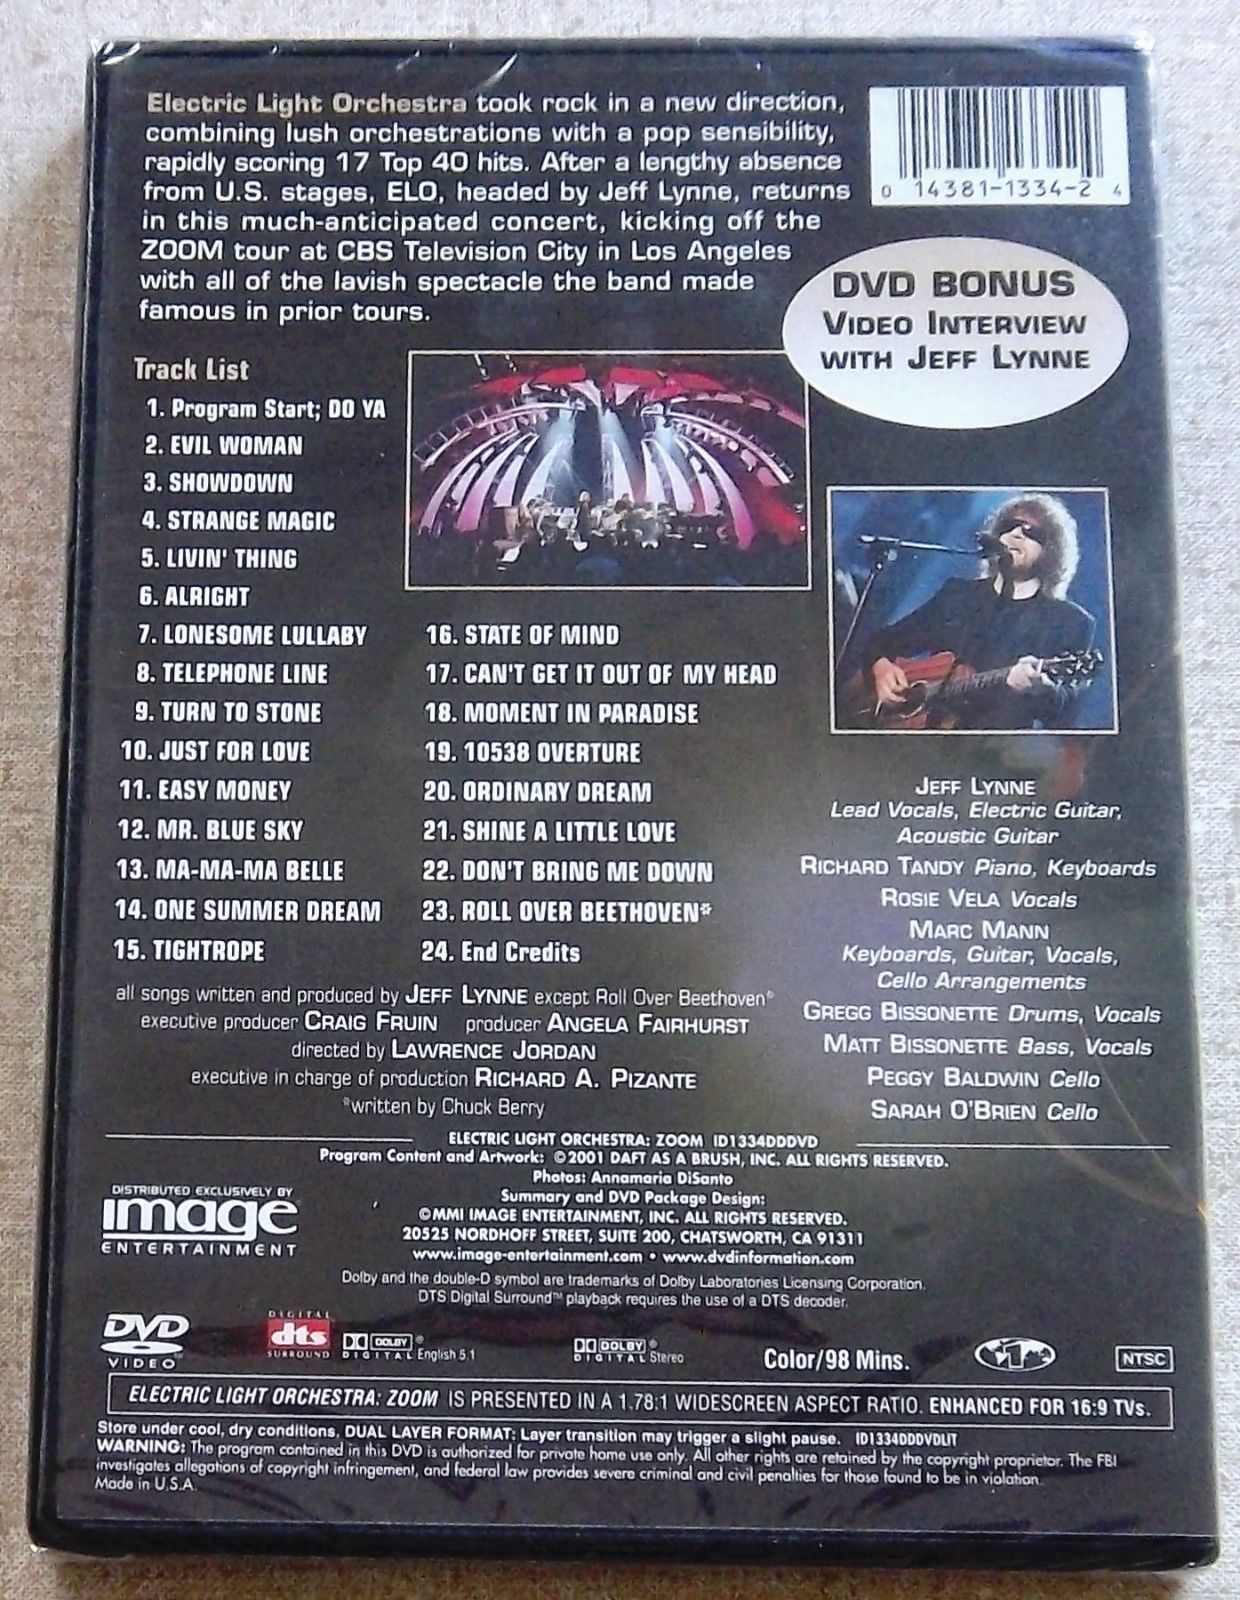 Electric Light Orchestra took rock in a new direction,
combining lush orchestrations with a pop sensibility,
rapidly scoring 17 Top 40 hits. After a lengthy absence
from U.S. stages, ELO, headed by Jeff Lynne, returns
in this much-anticipated concert, kicking off the
ZOOM tour at CBS Television City in Los Angeles
with all of the lavish spectacle the band made
famous in prior tours.
0 14381-1334-2 4
DVD BONUS
VIDEO INTERVIEW
WITH JEFF LYNNE
Track List
1. Program Start; DO YA
2. EVIL WOMAN
3. SHOWDOWN
4. STRANGE MAGIC
5. LIVIN' THING
6. ALRIGHT
7. LONESOME LULLABY
8. TELEPHONE LINE
9. TURN TO STONE
10. JUST FOR LOVE
11. EASY MONEY
12. MR. BLUE SKY
13. MA-MA-MA BELLE
14. ONE SUMMER DREAM
15. TIGHTROPE
16. STATE OF MIND
17. CAN'T GET IT OUT OF MY HEAD
18. MOMENT IN PARADISE
19. 10538 OVERTURE
20. ORDINARY DREAM
21. SHINE A LITTLE LOVE
22. DON'T BRING ME DOWN
23. ROLL OVER BEETHOVEN*
24. End Credits
JEFF LYNNE
Lead Vocals, Electric Guitar,
Acoustic Guitar
RICHARD TANDY Piano, Keyboards
ROSIE VELA Vocals
MARC MANN
Keyboards, Guitar, Vocals,
Cello Arrangements
GREGG BISSONETTE Drums, Vocals
MATT BISSONETTE Bass, Vocals
PEGGY BALDWIN Cello
SARAH O'BRIEN Cello
all songs written and produced by JEFF LYNNE except Roll Over Beethoven*
executive producer CRAIG FRUIN producer ANGELA FAIRHURST
directed by LAWRENCE JORDAN
executive in charge of production RICHARD A. PIZANTE
*written by Chuck Berry
ELECTRIC LIGHT ORCHESTRA: ZOOM ID1334DDDVD
Program Content and Artwork: ©2001 DAFT AS A BRUSH, INC. ALL RIGHTS RESERVED.
Photos: Annamaria DiSanto
Summary and DVD Package Design:
©MMI IMAGE ENTERTAINMENT, INC. ALL RIGHTS RESERVED.
20525 NORDHOFF STREET, SUITE 200, CHATSWORTH, CA 91311
www.image-entertainment.com • www.dvdinformation.com
DISTRIBUTED EXCLUSIVELY BY
image
ENTERTAINMENT
Dolby and the double-D symbol are trademarks of Dolby Laboratories Licensing Corporation.
DTS Digital Surround™ playback requires the use of a DTS decoder.
DVD
VIDEO™
DIGITAL
dts
SURROUND
DOLBY®
DIGITAL English 5.1
DOLBY®
DIGITAL Stereo
Color/98 Mins.
1
NTSC
ELECTRIC LIGHT ORCHESTRA: ZOOM IS PRESENTED IN A 1.78:1 WIDESCREEN ASPECT RATIO. ENHANCED FOR 16:9 TVs.
Store under cool, dry conditions. DUAL LAYER FORMAT: Layer transition may trigger a slight pause. ID1334DDDVDLIT
WARNING: The program contained in this DVD is authorized for private home use only. All other rights are retained by the copyright proprietor. The FBI
investigates allegations of copyright infringement, and federal law provides severe criminal and civil penalties for those found to be in violation.
Made in U.S.A.